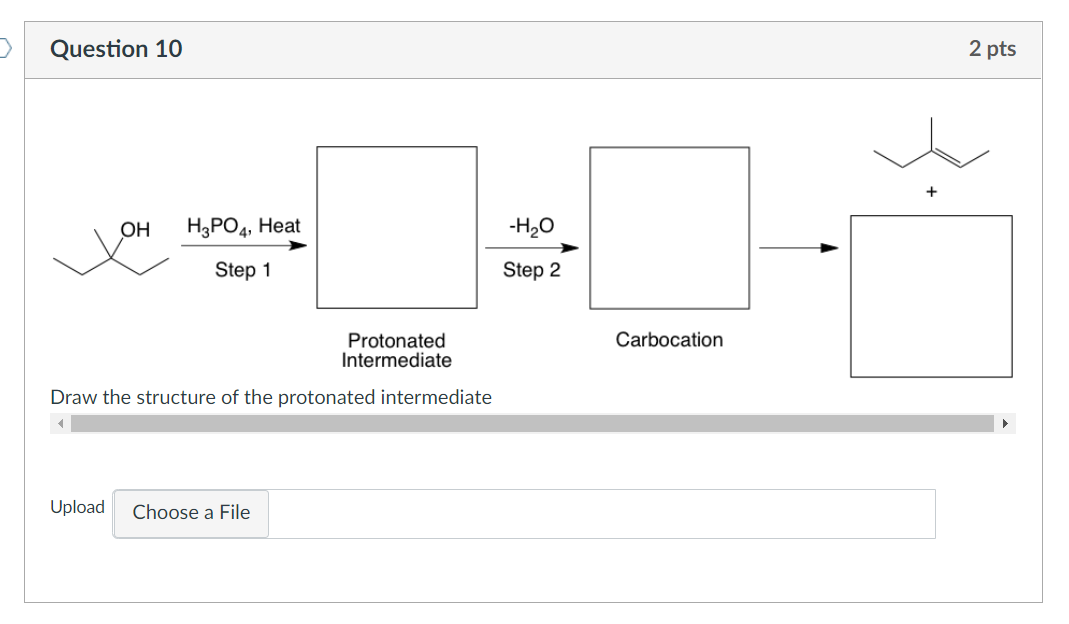 Question 10
2 pts
OH
H₃PO₄, Heat
Step 1
-H₂O
Step 2
+
Protonated
Intermediate
Carbocation
Draw the structure of the protonated intermediate
Upload
Choose a File